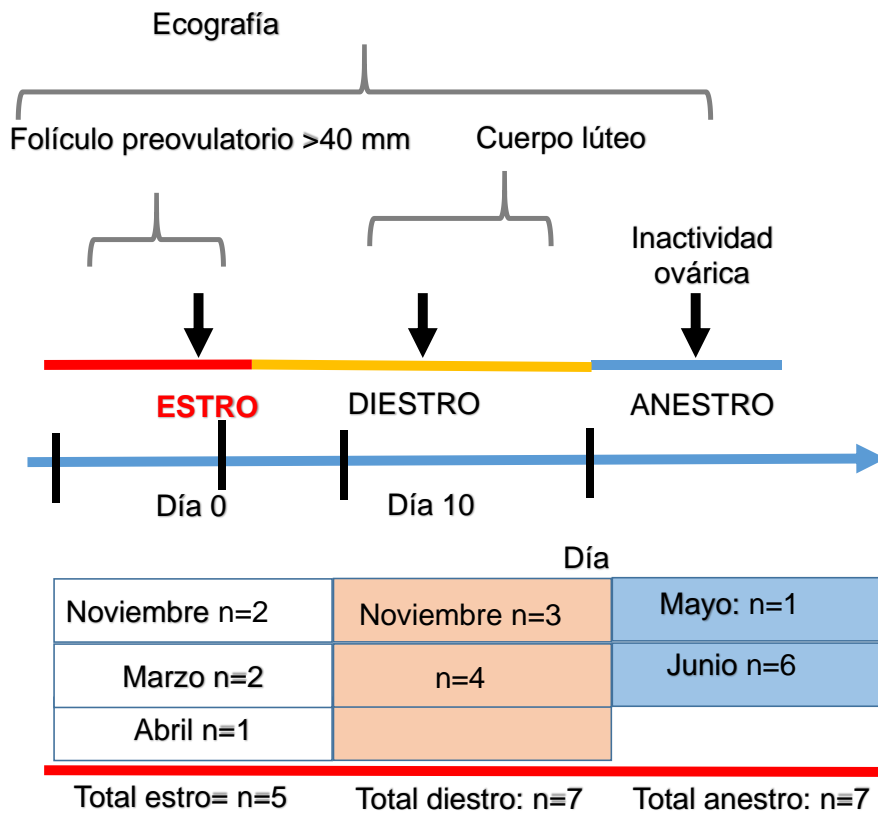 Ecografía
Folículo preovulatorio >40 mm
Cuerpo lúteo
Inactividad
ovárica
ESTRO
DIESTRO
ANESTRO
Día 0
Día 10
Día
Noviembre n=2
Noviembre n=3
Mayo: n=1
Marzo n=2
n=4
Junio n=6
Abril n=1
Total estro= n=5
Total diestro: n=7
Total anestro: n=7